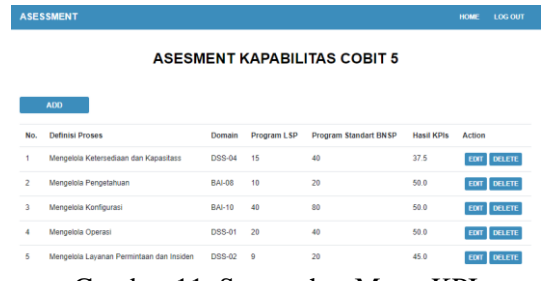 ASESSMENT HOME LOG OUT
ASESMENT KAPABILITAS COBIT 5
ADD
No. Definisi Proses Domain Program LSP Program Standart BNSP Hasil KPIs Action
1 Mengelola Ketersediaan dan Kapasitass DSS-04 15 40 37.5 EDIT DELETE
2 Mengelola Pengetahuan BAI-08 10 20 50.0 EDIT DELETE
3 Mengelola Konfigurasi BAI-10 40 80 50.0 EDIT DELETE
4 Mengelola Operasi DSS-01 20 40 50.0 EDIT DELETE
5 Mengelola Layanan Permintaan dan Insiden DSS-02 9 20 45.0 EDIT DELETE